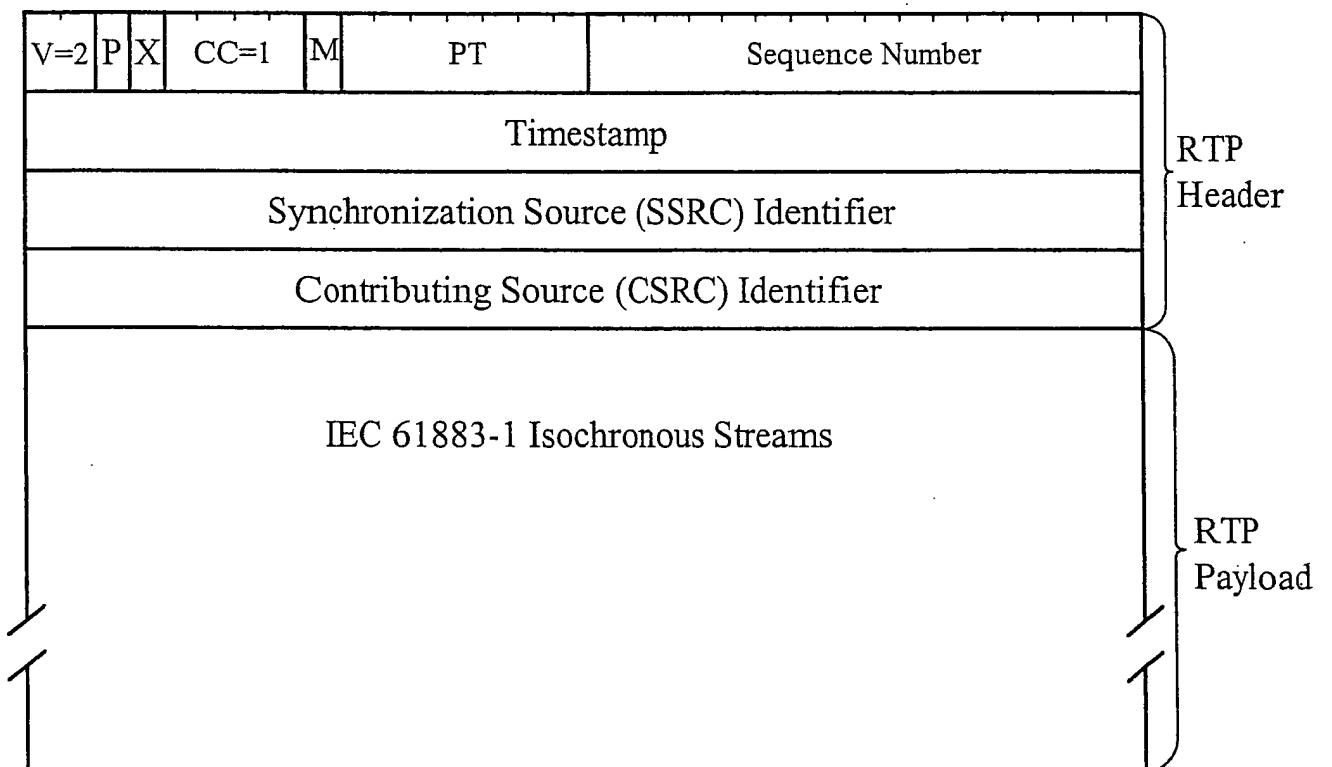 V=2 P X CC=1 M PT Sequence Number
Timestamp
RTP
Header
Synchronization Source (SSRC) Identifier
Contributing Source (CSRC) Identifier
IEC 61883-1 Isochronous Streams
RTP
Payload